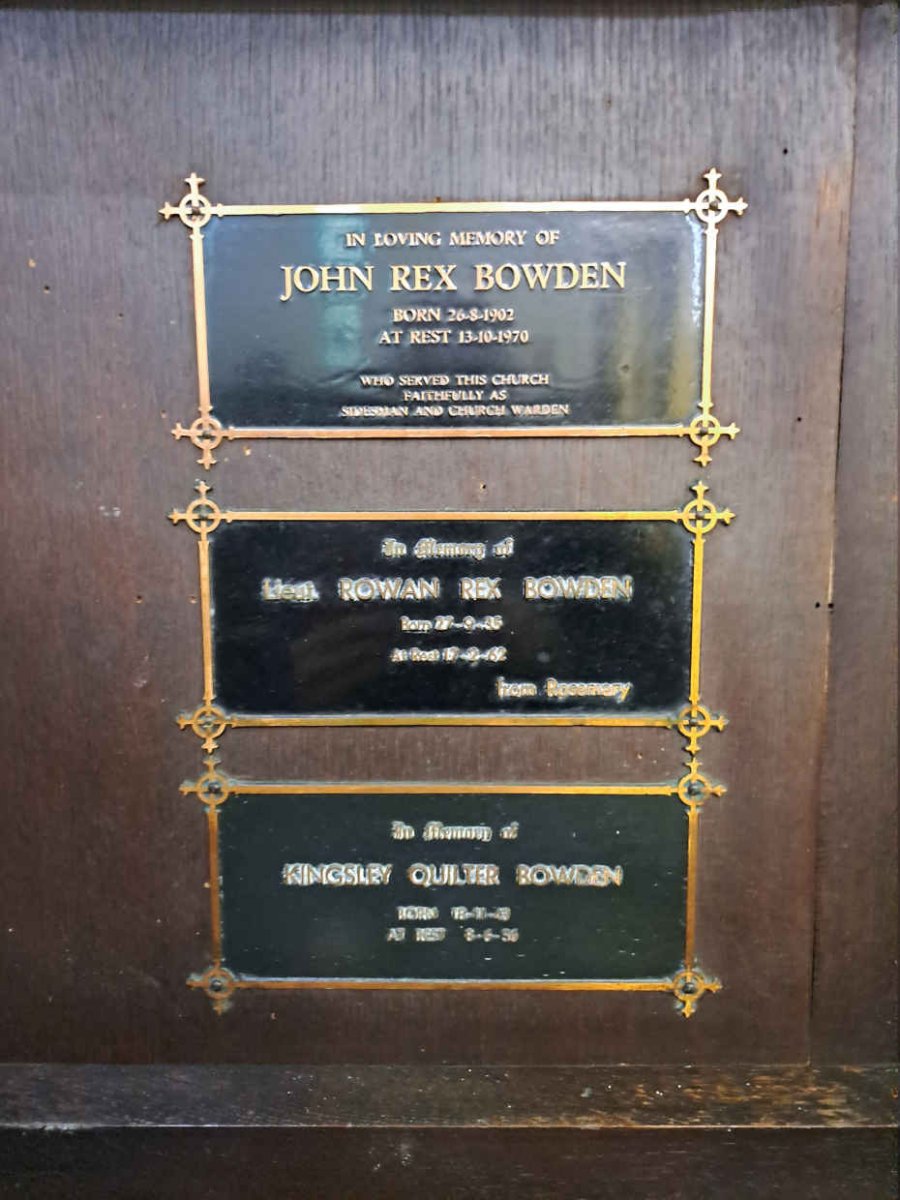 IN LOVING MEMORY OF
JOHN REX BOWDEN
BORN 26-8-1902
AT REST 13-10-1970
WHO SERVED THIS CHURCH
FAITHFULLY AS
SIDESMAN AND CHURCH WARDEN
In Memory of
Lieut. ROWAN REX BOWDEN
Born
At Rest
from Rosemary
In Memory of
KINGSLEY QUILTER BOWDEN
BORN
AT REST